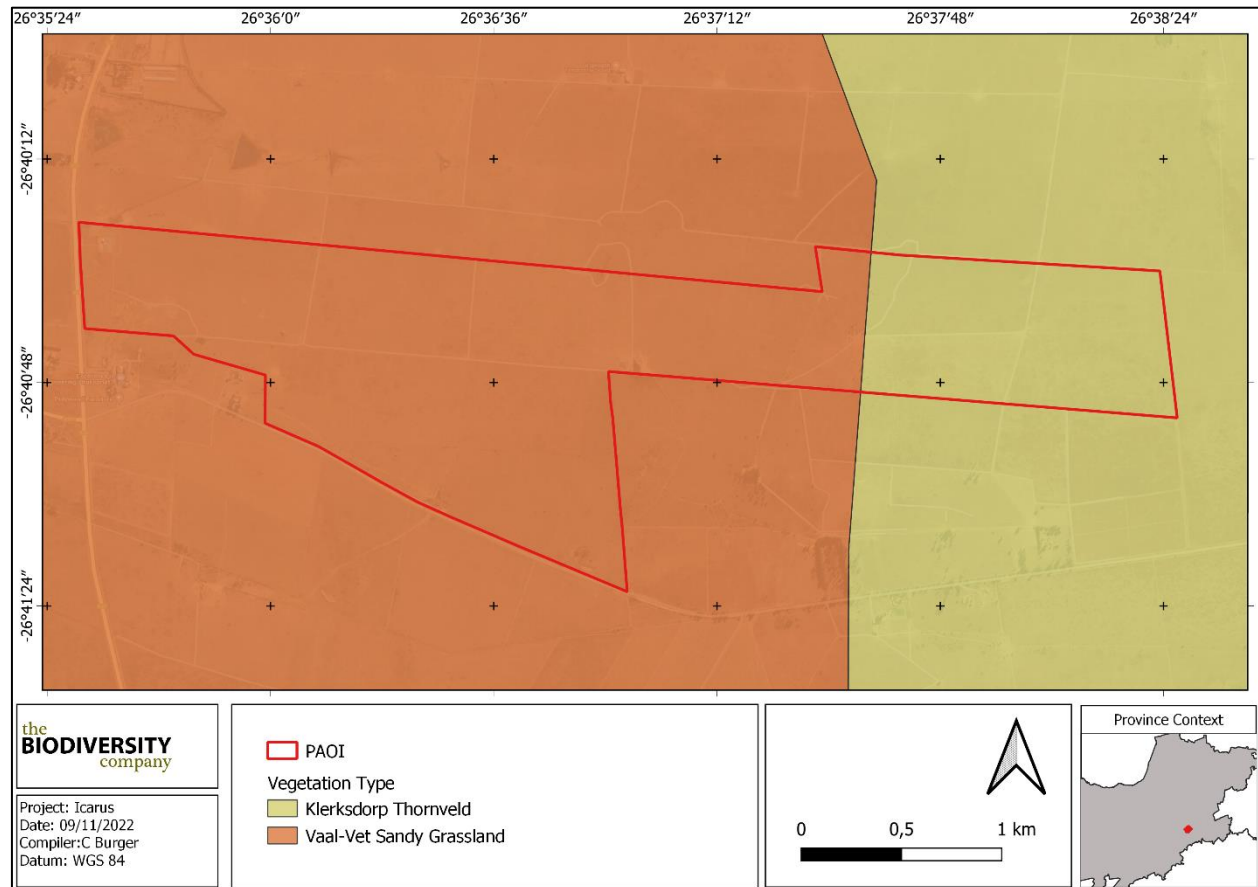 26°35′24″ 26°36′0″ 26°36′36″ 26°37′12″ 26°37′48″ 26°38′24″
-26°40′12″
-26°40′48″
-26°41′24″
the
BIODIVERSITY
company
Project: Icarus
Date: 09/11/2022
Compiler:C Burger
Datum: WGS 84
PAOI
Vegetation Type
Klerksdorp Thornveld
Vaal-Vet Sandy Grassland
0 0,5 1 km
Province Context